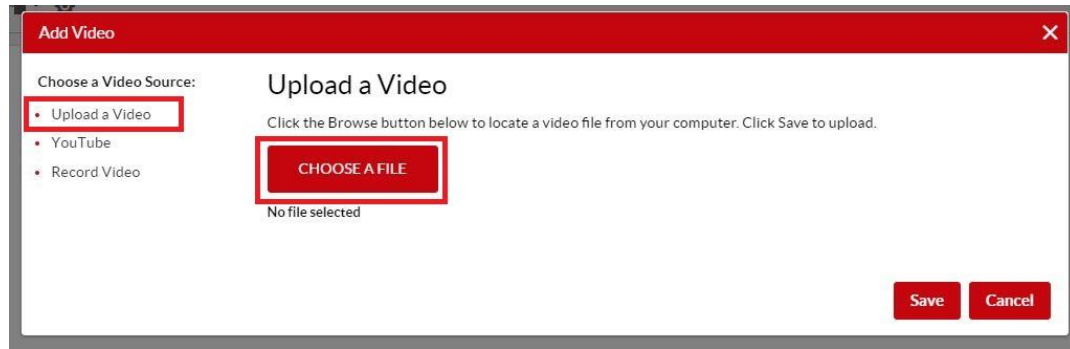 Add Video
Choose a Video Source:
Upload a Video
YouTube
Record Video
Upload a Video
Click the Browse button below to locate a video file from your computer. Click Save to upload.
CHOOSE A FILE
No file selected
Save
Cancel